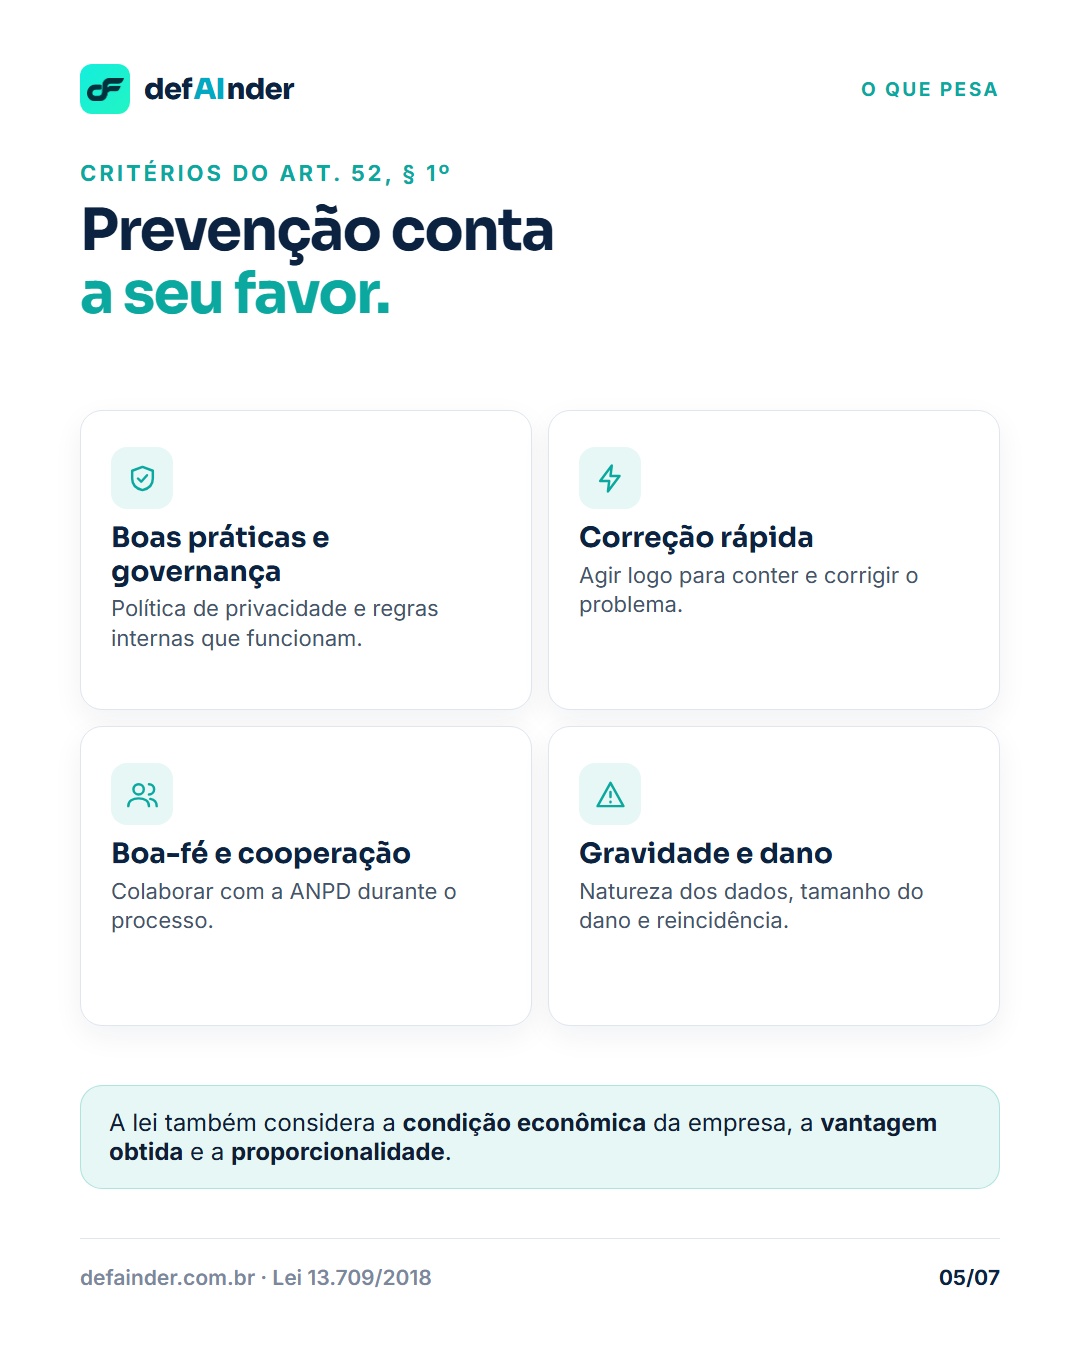 defAInder
O QUE PESA
CRITÉRIOS DO ART. 52, § 1º
Prevenção conta
a seu favor.
Boas práticas e
governança
Política de privacidade e regras
internas que funcionam.
Correção rápida
Agir logo para conter e corrigir o
problema.
Boa-fé e cooperação
Colaborar com a ANPD durante o
processo.
Gravidade e dano
Natureza dos dados, tamanho do
dano e reincidência.
A lei também considera a condição econômica da empresa, a vantagem
obtida e a proporcionalidade.
defainder.com.br · Lei 13.709/2018
05/07